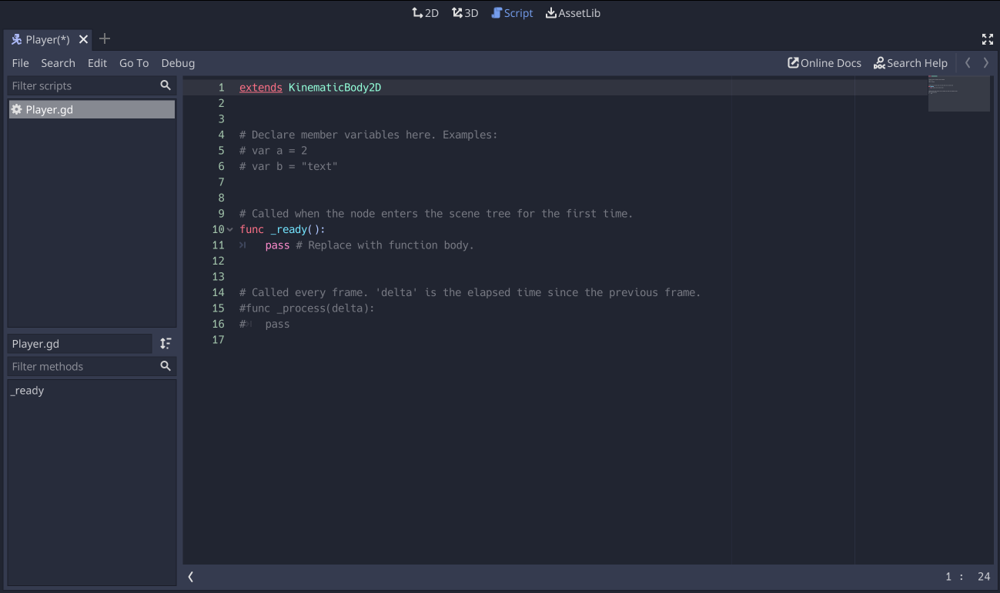 2D 3D Script AssetLib
Player(*)
File Search Edit Go To Debug Online Docs Search Help
Filter scripts
Player.gd
1 extends KinematicBody2D
2
3
4 # Declare member variables here. Examples:
5 # var a = 2
6 # var b = "text"
7
8
9 # Called when the node enters the scene tree for the first time.
10 func _ready():
11 pass # Replace with function body.
12
13
14 # Called every frame. 'delta' is the elapsed time since the previous frame.
15 #func _process(delta):
16 # pass
17
Player.gd
Filter methods
_ready
1 : 24